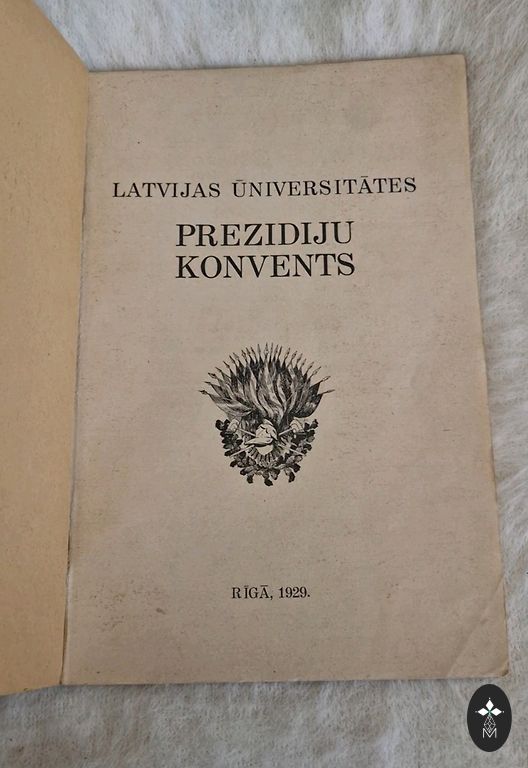 LATVIJAS ŪNIVERSITĀTES
PREZIDIJU
KONVENTS
RĪGĀ, 1929.
M